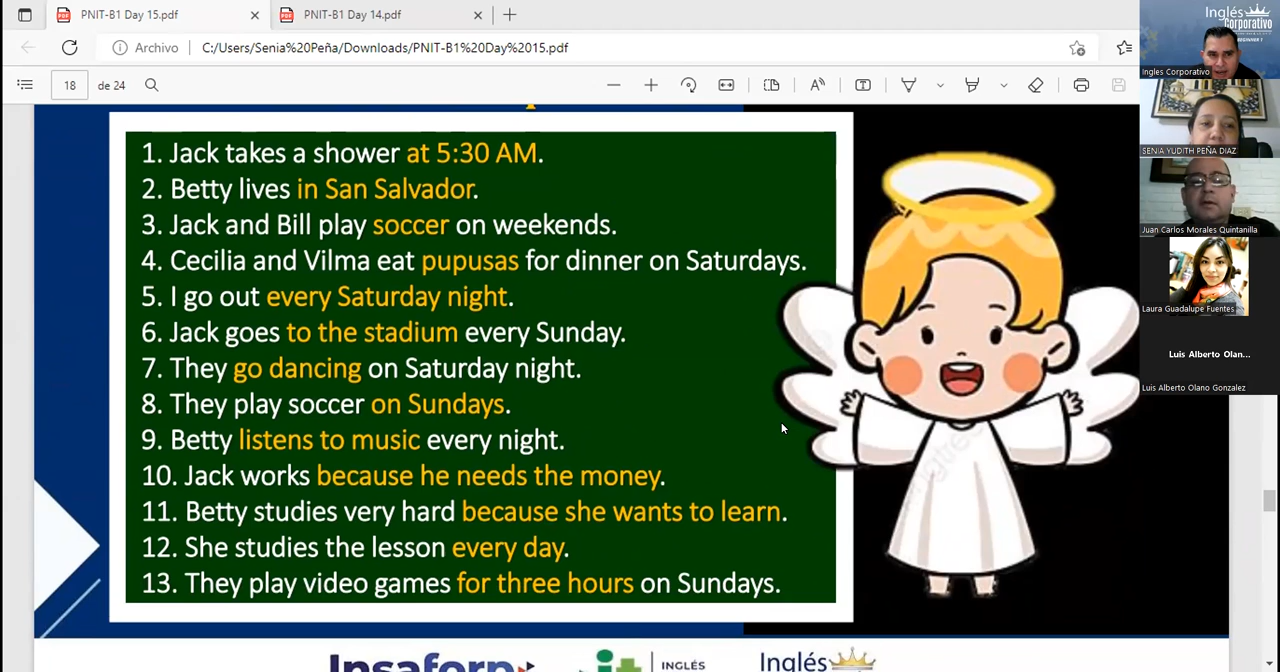 PNIT-B1 Day 15.pdf
PNIT-B1 Day 14.pdf
Archivo
C:/Users/Senia%20Peña/Downloads/PNIT-B1%20Day%2015.pdf
18
de 24
1. Jack takes a shower at 5:30 AM.
2. Betty lives in San Salvador.
3. Jack and Bill play soccer on weekends.
4. Cecilia and Vilma eat pupusas for dinner on Saturdays.
5. I go out every Saturday night.
6. Jack goes to the stadium every Sunday.
7. They go dancing on Saturday night.
8. They play soccer on Sundays.
9. Betty listens to music every night.
10. Jack works because he needs the money.
11. Betty studies very hard because she wants to learn.
12. She studies the lesson every day.
13. They play video games for three hours on Sundays.
Insaforp
INGLÉS
Inglés
Inglés
Corporativo
Ingles Corporativo
SENIA YUDITH PEÑA DIAZ
Juan Carlos Morales Quintanilla
Laura Guadalupe Fuentes
Luis Alberto Olan...
Luis Alberto Olano Gonzalez